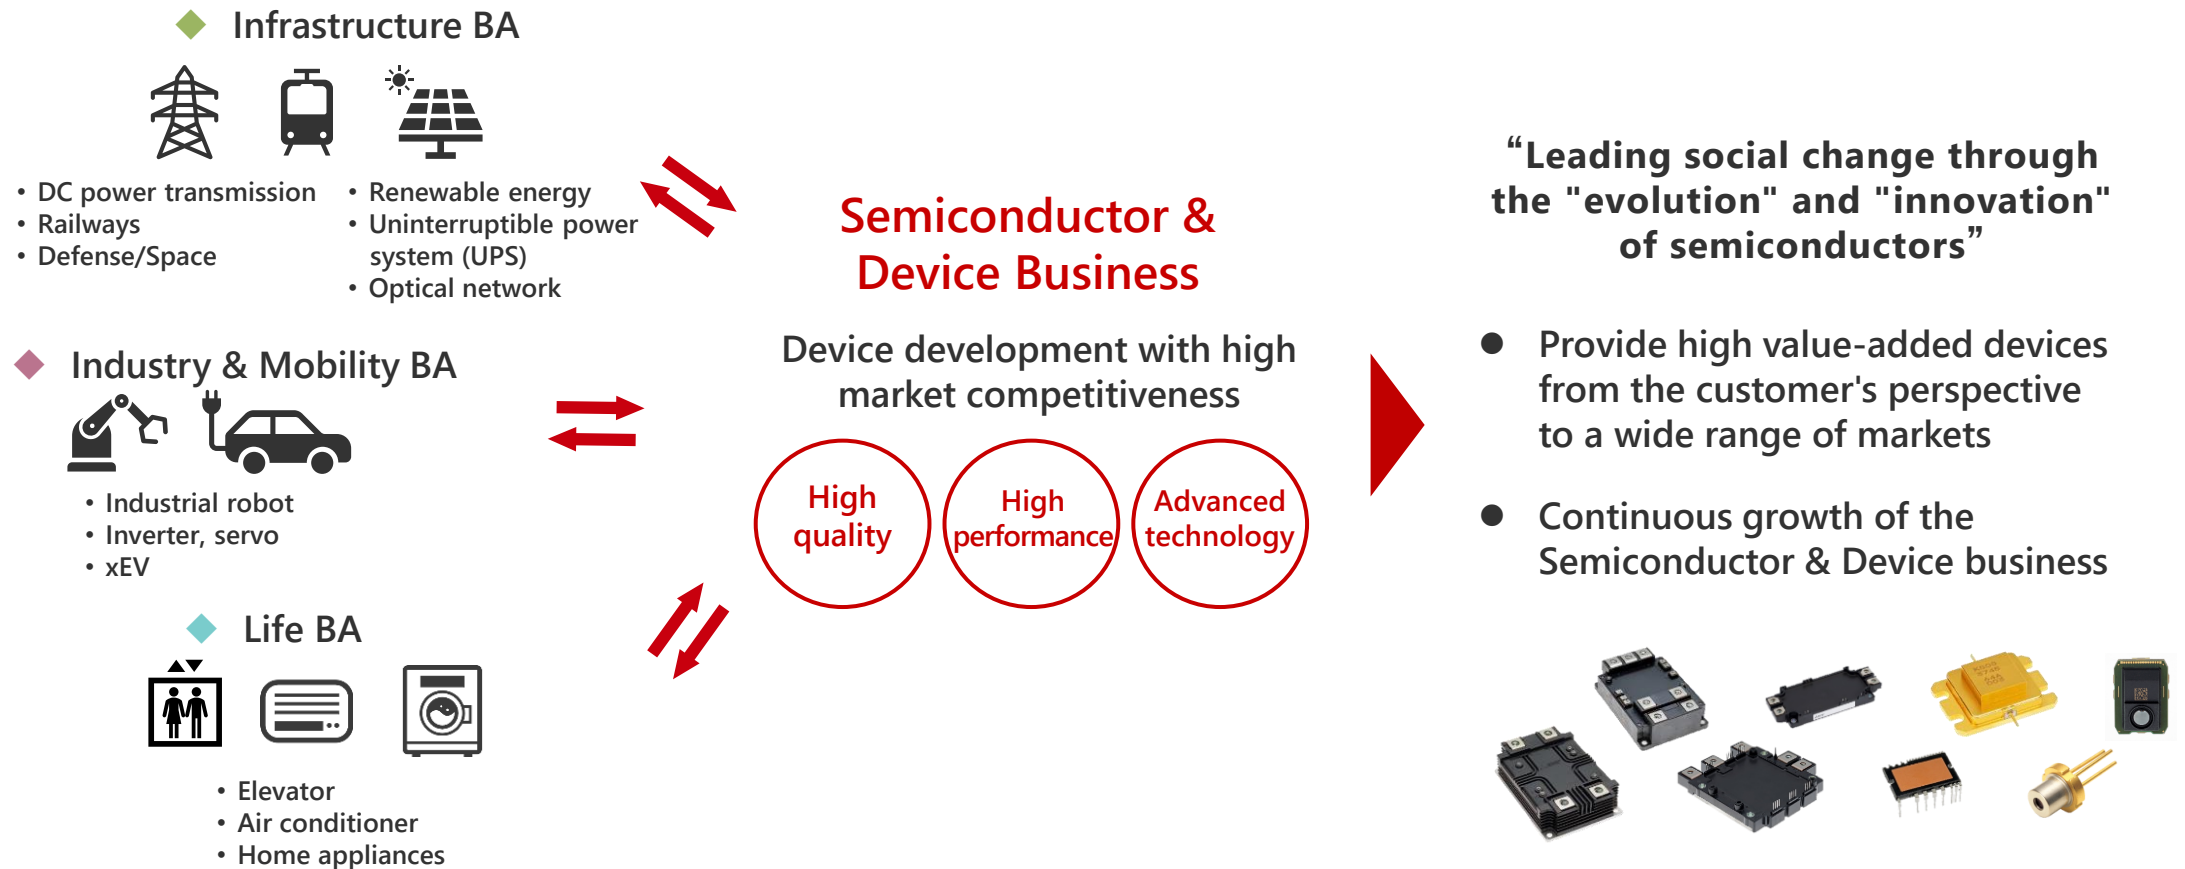 Infrastructure BA
• DC power transmission
• Railways
• Defense/Space
• Renewable energy
• Uninterruptible power
system (UPS)
• Optical network
Industry & Mobility BA
• Industrial robot
• Inverter, servo
• xEV
Life BA
• Elevator
• Air conditioner
• Home appliances
Semiconductor &
Device Business
Device development with high
market competitiveness
High
quality
High
performance
Advanced
technology
“Leading social change through
the "evolution" and "innovation"
of semiconductors”
● Provide high value-added devices
from the customer's perspective
to a wide range of markets
● Continuous growth of the
Semiconductor & Device business